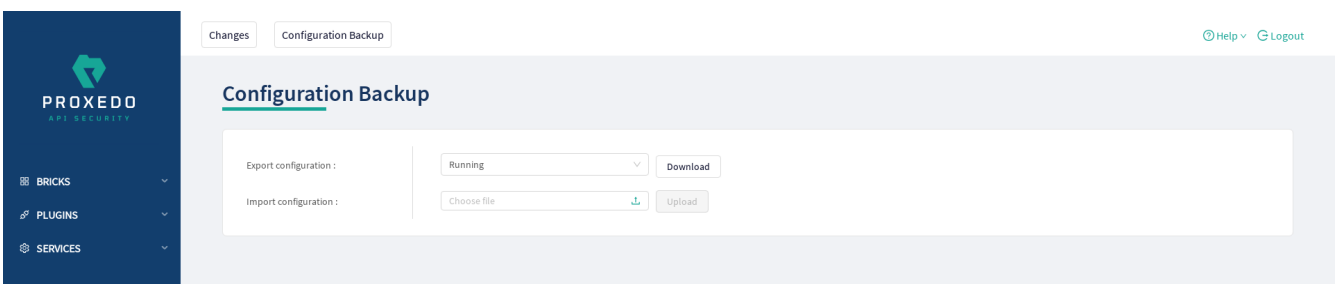 Changes
Configuration Backup
Help
Logout
PROXEDO
API SECURITY
Configuration Backup
Export configuration :
Running
Download
Import configuration :
Choose file
Upload
BRICKS
PLUGINS
SERVICES